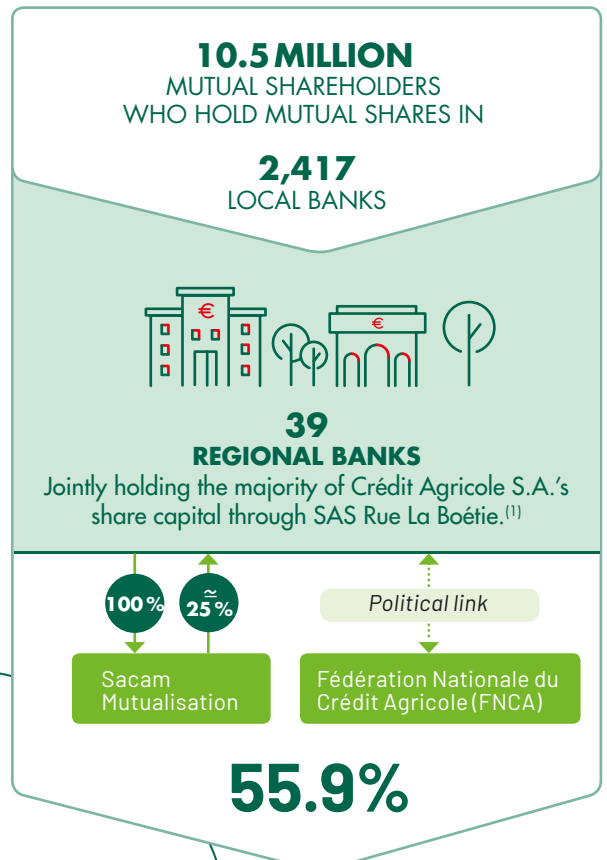 10.5 MILLION
MUTUAL SHAREHOLDERS
WHO HOLD MUTUAL SHARES IN
2,417
LOCAL BANKS
€
€
39
REGIONAL BANKS
Jointly holding the majority of Crédit Agricole S.A.'s
share capital through SAS Rue La Boétie.(1)
100 %
≃
25 %
Political link
Sacam
Mutualisation
Fédération Nationale du
Crédit Agricole (FNCA)
55.9%